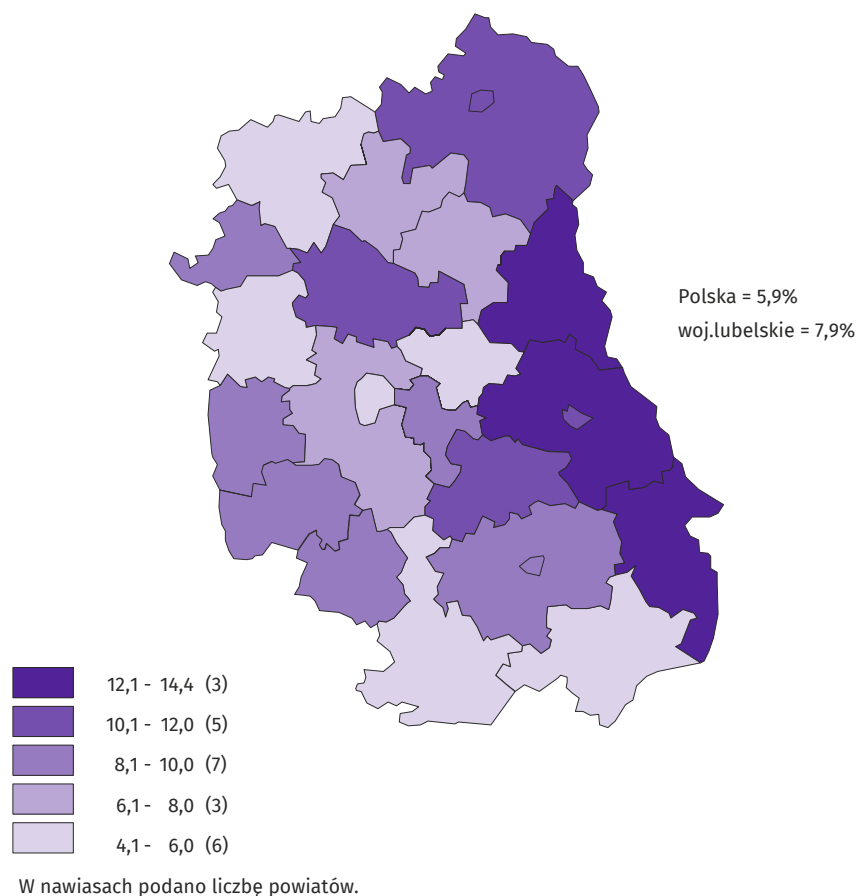 Polska = 5,9%
woj.lubelskie = 7,9%
12,1 - 14,4 (3)
10,1 - 12,0 (5)
8,1 - 10,0 (7)
6,1 - 8,0 (3)
4,1 - 6,0 (6)
W nawiasach podano liczbę powiatów.